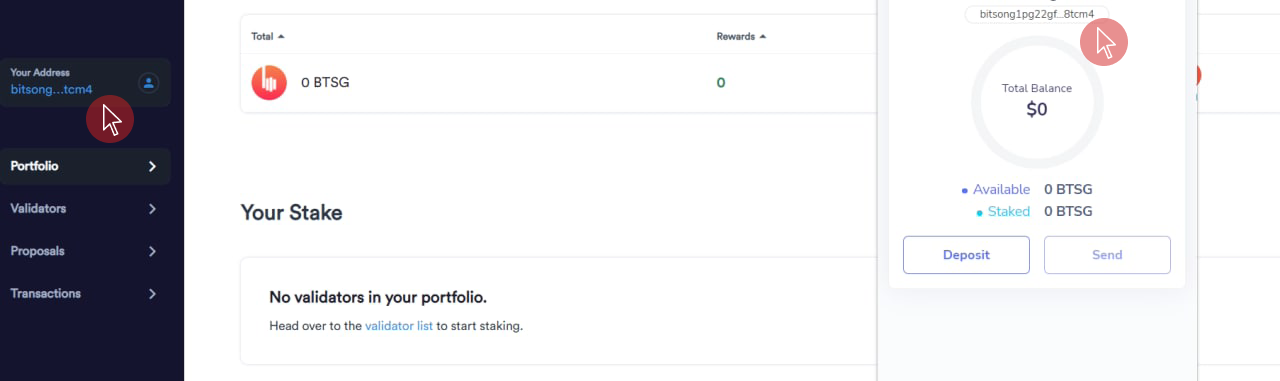 Your Address
bitsong...tcm4
Portfolio
Validators
Proposals
Transactions
Total
Rewards
0 BTSG
0
Your Stake
No validators in your portfolio.
Head over to the validator list to start staking.
bitsong1pg22gf...8tcm4
Total Balance
$0
Available 0 BTSG
Staked 0 BTSG
Deposit
Send